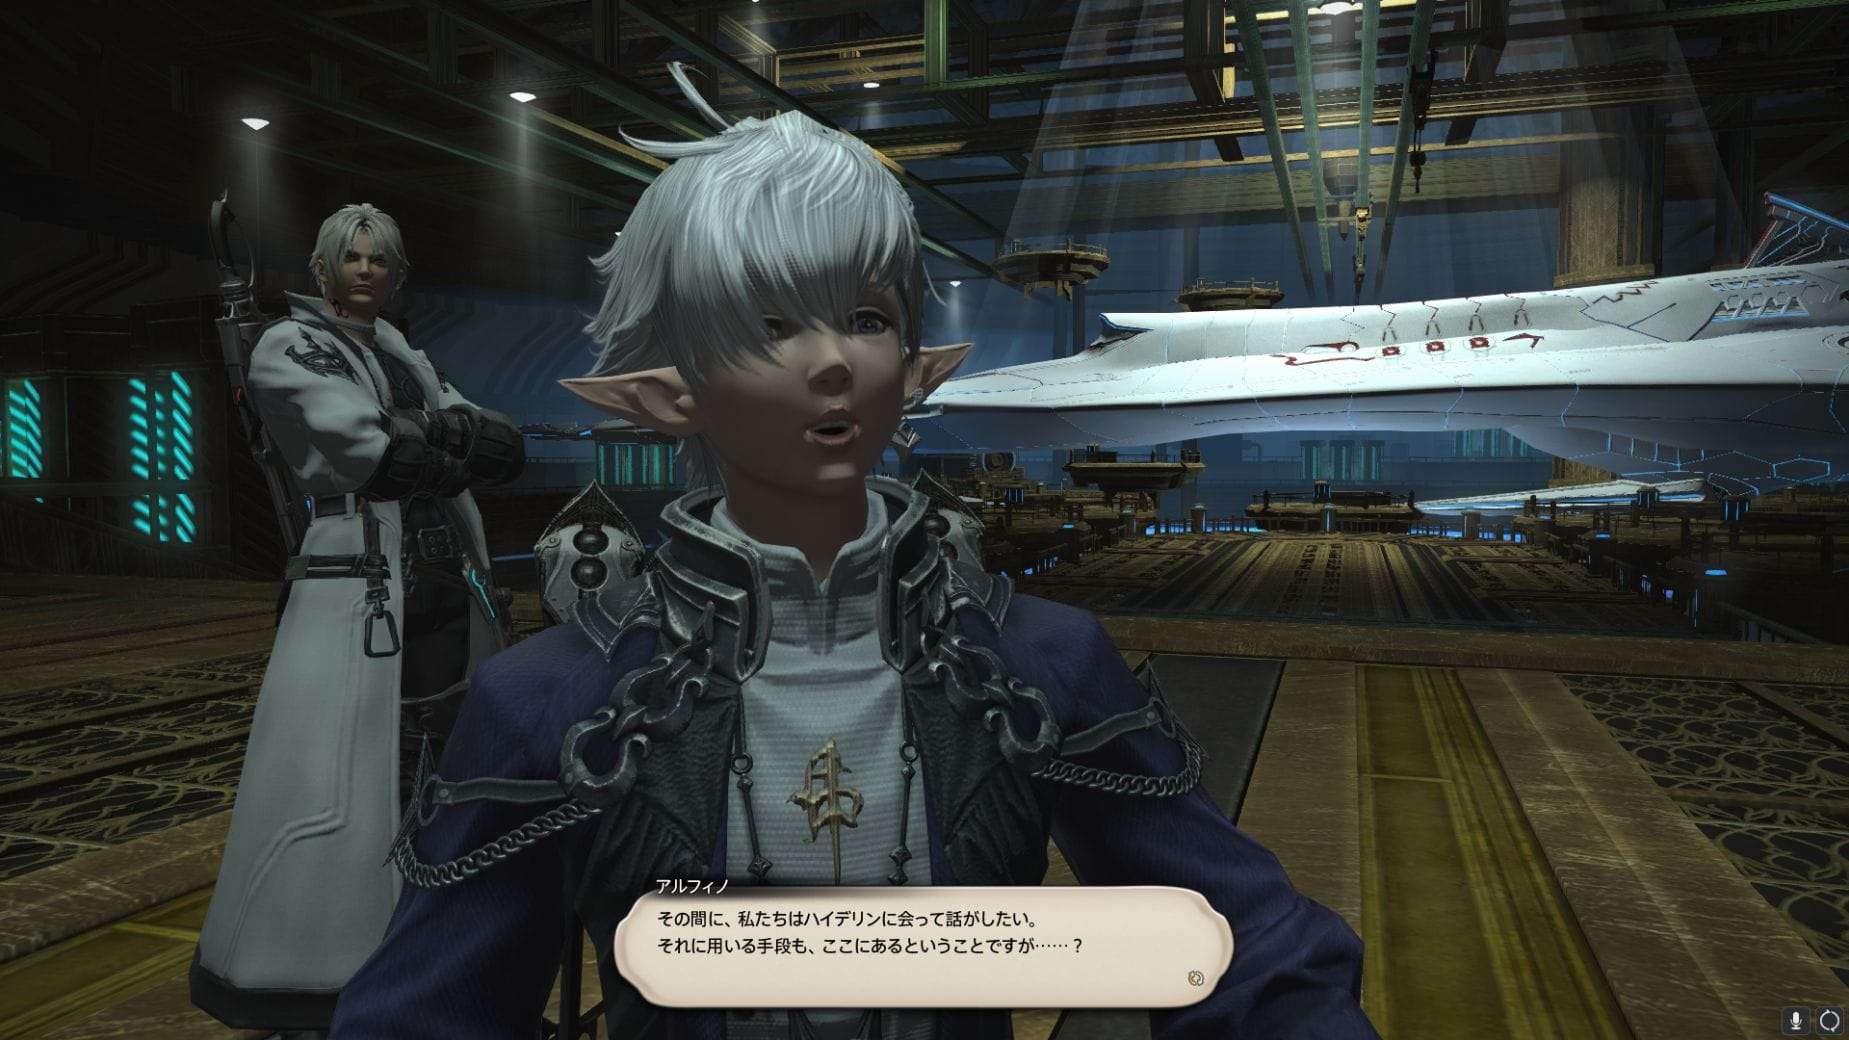 アルフィノ
その間に、私たちはハイデリンに会って話がしたい。
それに用いる手段も、ここにあるということですが……？